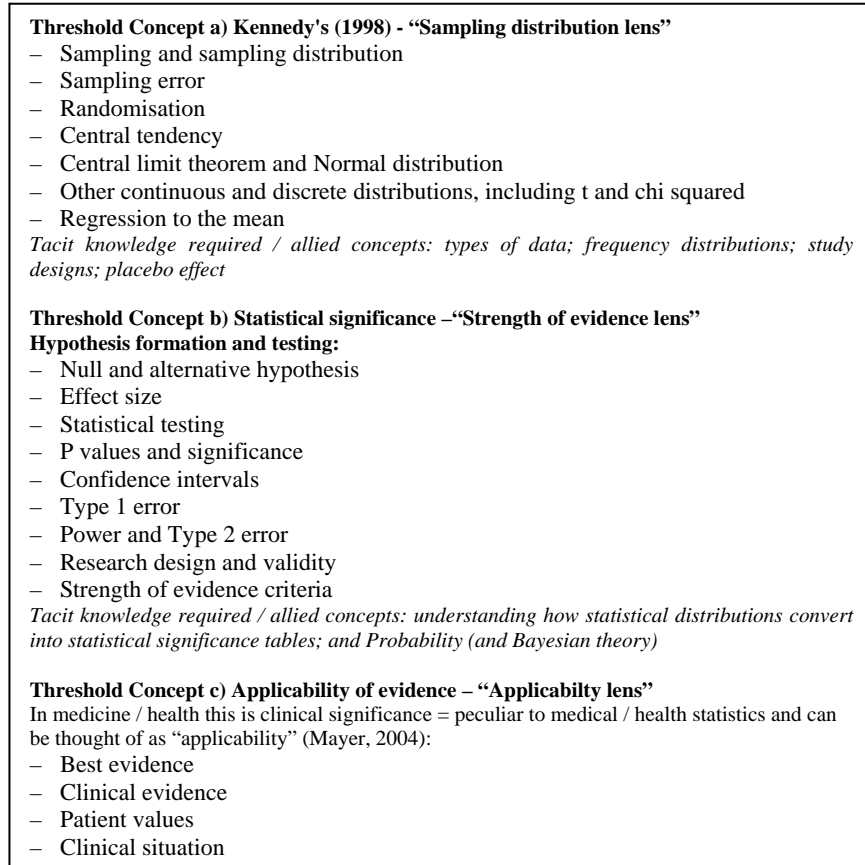 Threshold Concept a) Kennedy's (1998) - “Sampling distribution lens”
– Sampling and sampling distribution
– Sampling error
– Randomisation
– Central tendency
– Central limit theorem and Normal distribution
– Other continuous and discrete distributions, including t and chi squared
– Regression to the mean
Tacit knowledge required / allied concepts: types of data; frequency distributions; study
designs; placebo effect
Threshold Concept b) Statistical significance –“Strength of evidence lens”
Hypothesis formation and testing:
– Null and alternative hypothesis
– Effect size
– Statistical testing
– P values and significance
– Confidence intervals
– Type 1 error
– Power and Type 2 error
– Research design and validity
– Strength of evidence criteria
Tacit knowledge required / allied concepts: understanding how statistical distributions convert
into statistical significance tables; and Probability (and Bayesian theory)
Threshold Concept c) Applicability of evidence – “Applicabilty lens”
In medicine / health this is clinical significance = peculiar to medical / health statistics and can
be thought of as “applicability” (Mayer, 2004):
– Best evidence
– Clinical evidence
– Patient values
– Clinical situation